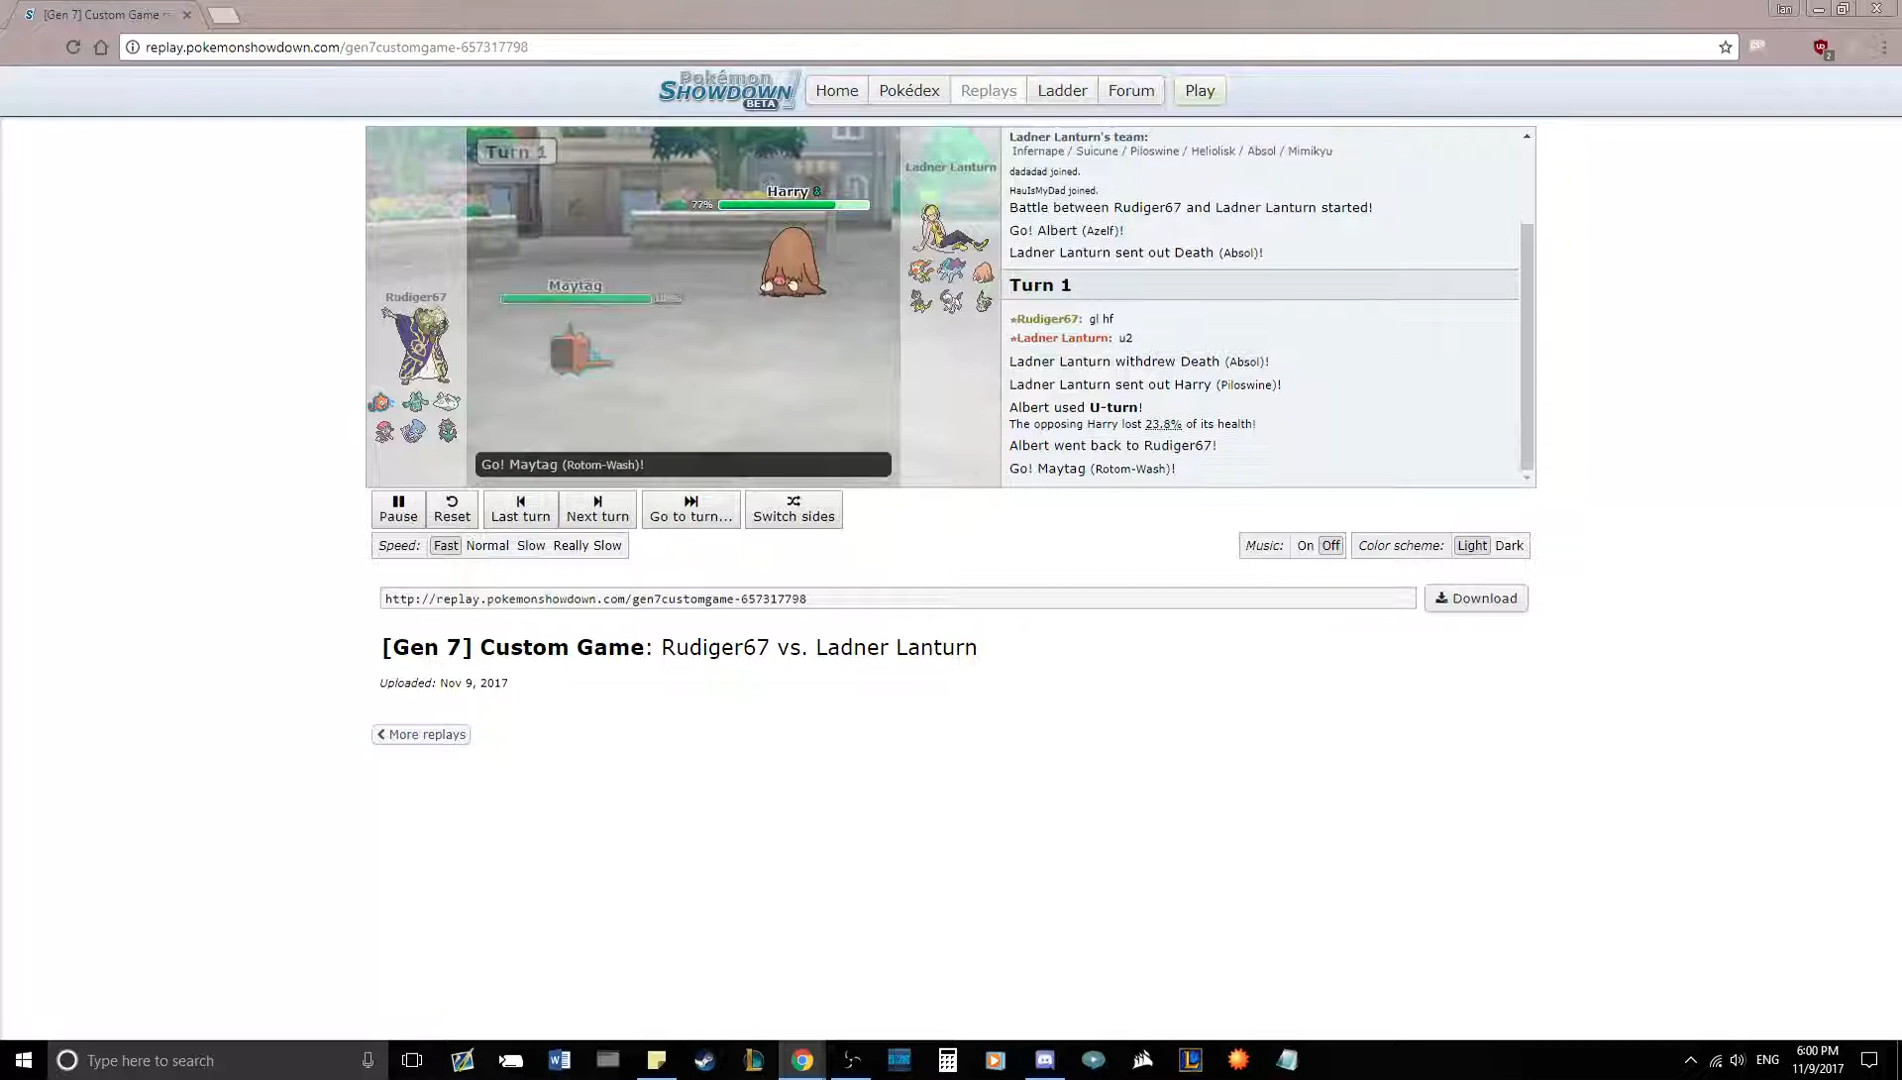 [Gen 7] Custom Game
Ian
replay.pokemonshowdown.com/gen7customgame-657317798
Pokémon
SHOWDOWN!
BETA
Home
Pokédex
Replays
Ladder
Forum
Play
Turn 1
Harry
77%
Maytag
Rudiger67
Ladner Lanturn
Go! Maytag (Rotom-Wash)!
Ladner Lanturn's team:
Infernape / Suicune / Piloswine / Heliolisk / Absol / Mimikyu
dadadad joined.
HauIsMyDad joined.
Battle between Rudiger67 and Ladner Lanturn started!
Go! Albert (Azelf)!
Ladner Lanturn sent out Death (Absol)!
Turn 1
★Rudiger67: gl hf
★Ladner Lanturn: u2
Ladner Lanturn withdrew Death (Absol)!
Ladner Lanturn sent out Harry (Piloswine)!
Albert used U-turn!
The opposing Harry lost 23.8% of its health!
Albert went back to Rudiger67!
Go! Maytag (Rotom-Wash)!
Pause
Reset
Last turn
Next turn
Go to turn...
Switch sides
Speed: Fast Normal Slow Really Slow
Music: On Off
Color scheme: Light Dark
http://replay.pokemonshowdown.com/gen7customgame-657317798
Download
[Gen 7] Custom Game: Rudiger67 vs. Ladner Lanturn
Uploaded: Nov 9, 2017
More replays
Type here to search
ENG
6:00 PM
11/9/2017